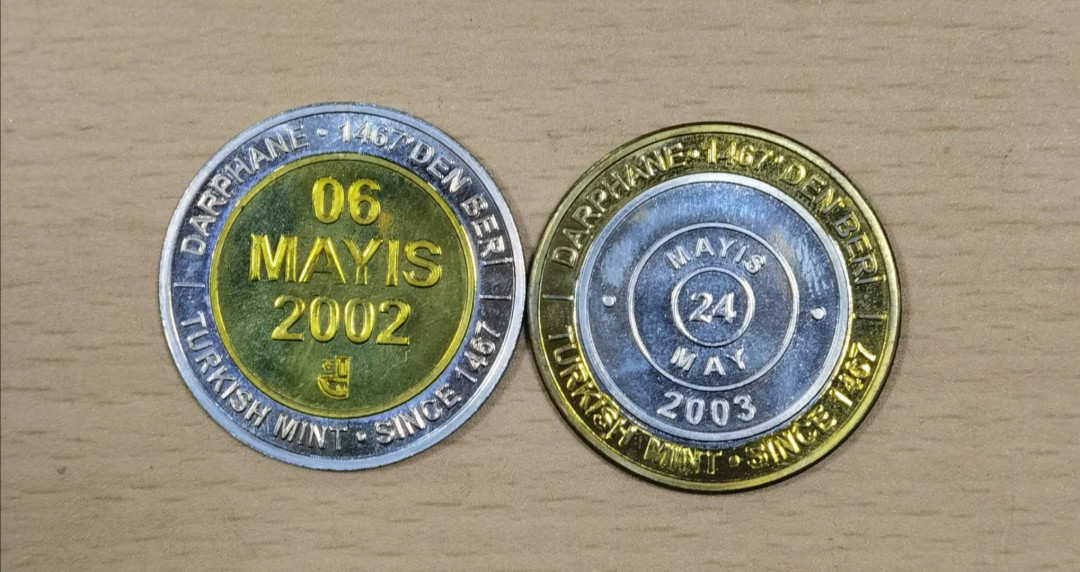 DARPHANE • 1467'DEN BERİ
06
MAYIS
2002
TURKISH MINT • SINCE 1467
DARPHANE • 1467'DEN BERİ
MAYIS
24
MAY
2003
TURKISH MINT • SINCE 1467